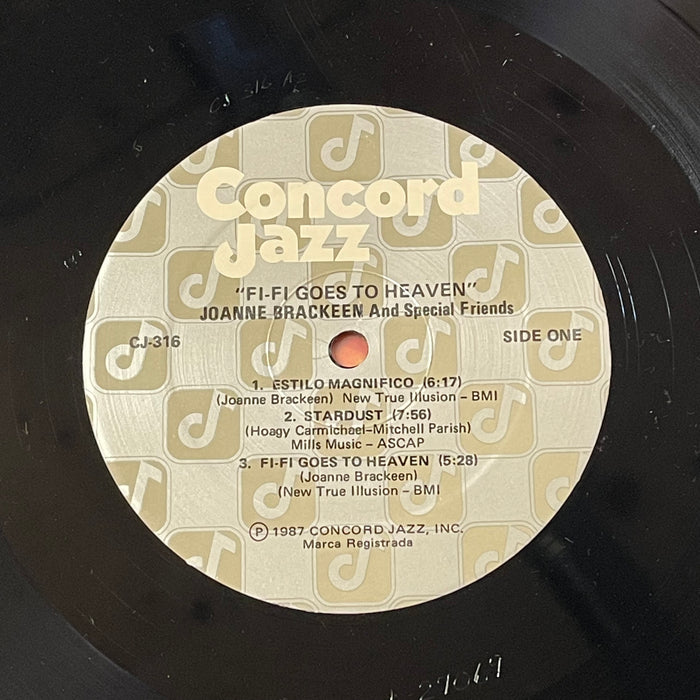 CJ 316 A2
Concord
Jazz
"FI-FI GOES TO HEAVEN"
JOANNE BRACKEEN And Special Friends
CJ-316
SIDE ONE
1. ESTILO MAGNIFICO (6:17)
(Joanne Brackeen) New True Illusion – BMI
2. STARDUST (7:56)
(Hoagy Carmichael-Mitchell Parish)
Mills Music – ASCAP
3. FI-FI GOES TO HEAVEN (5:28)
(Joanne Brackeen)
(New True Illusion – BMI
Ⓟ 1987 CONCORD JAZZ, INC.
Marca Registrada